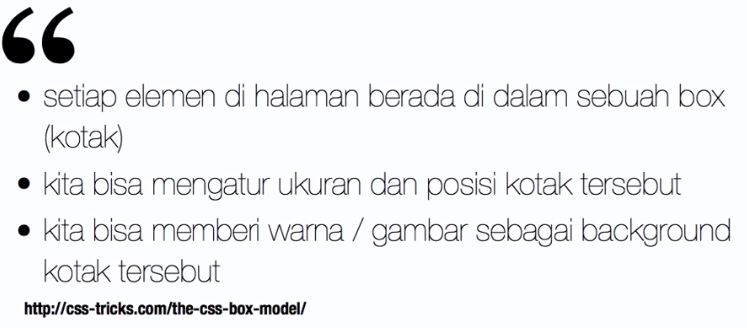 “
• setiap elemen di halaman berada di dalam sebuah box
(kotak)
• kita bisa mengatur ukuran dan posisi kotak tersebut
• kita bisa memberi warna / gambar sebagai background
kotak tersebut
http://css-tricks.com/the-css-box-model/